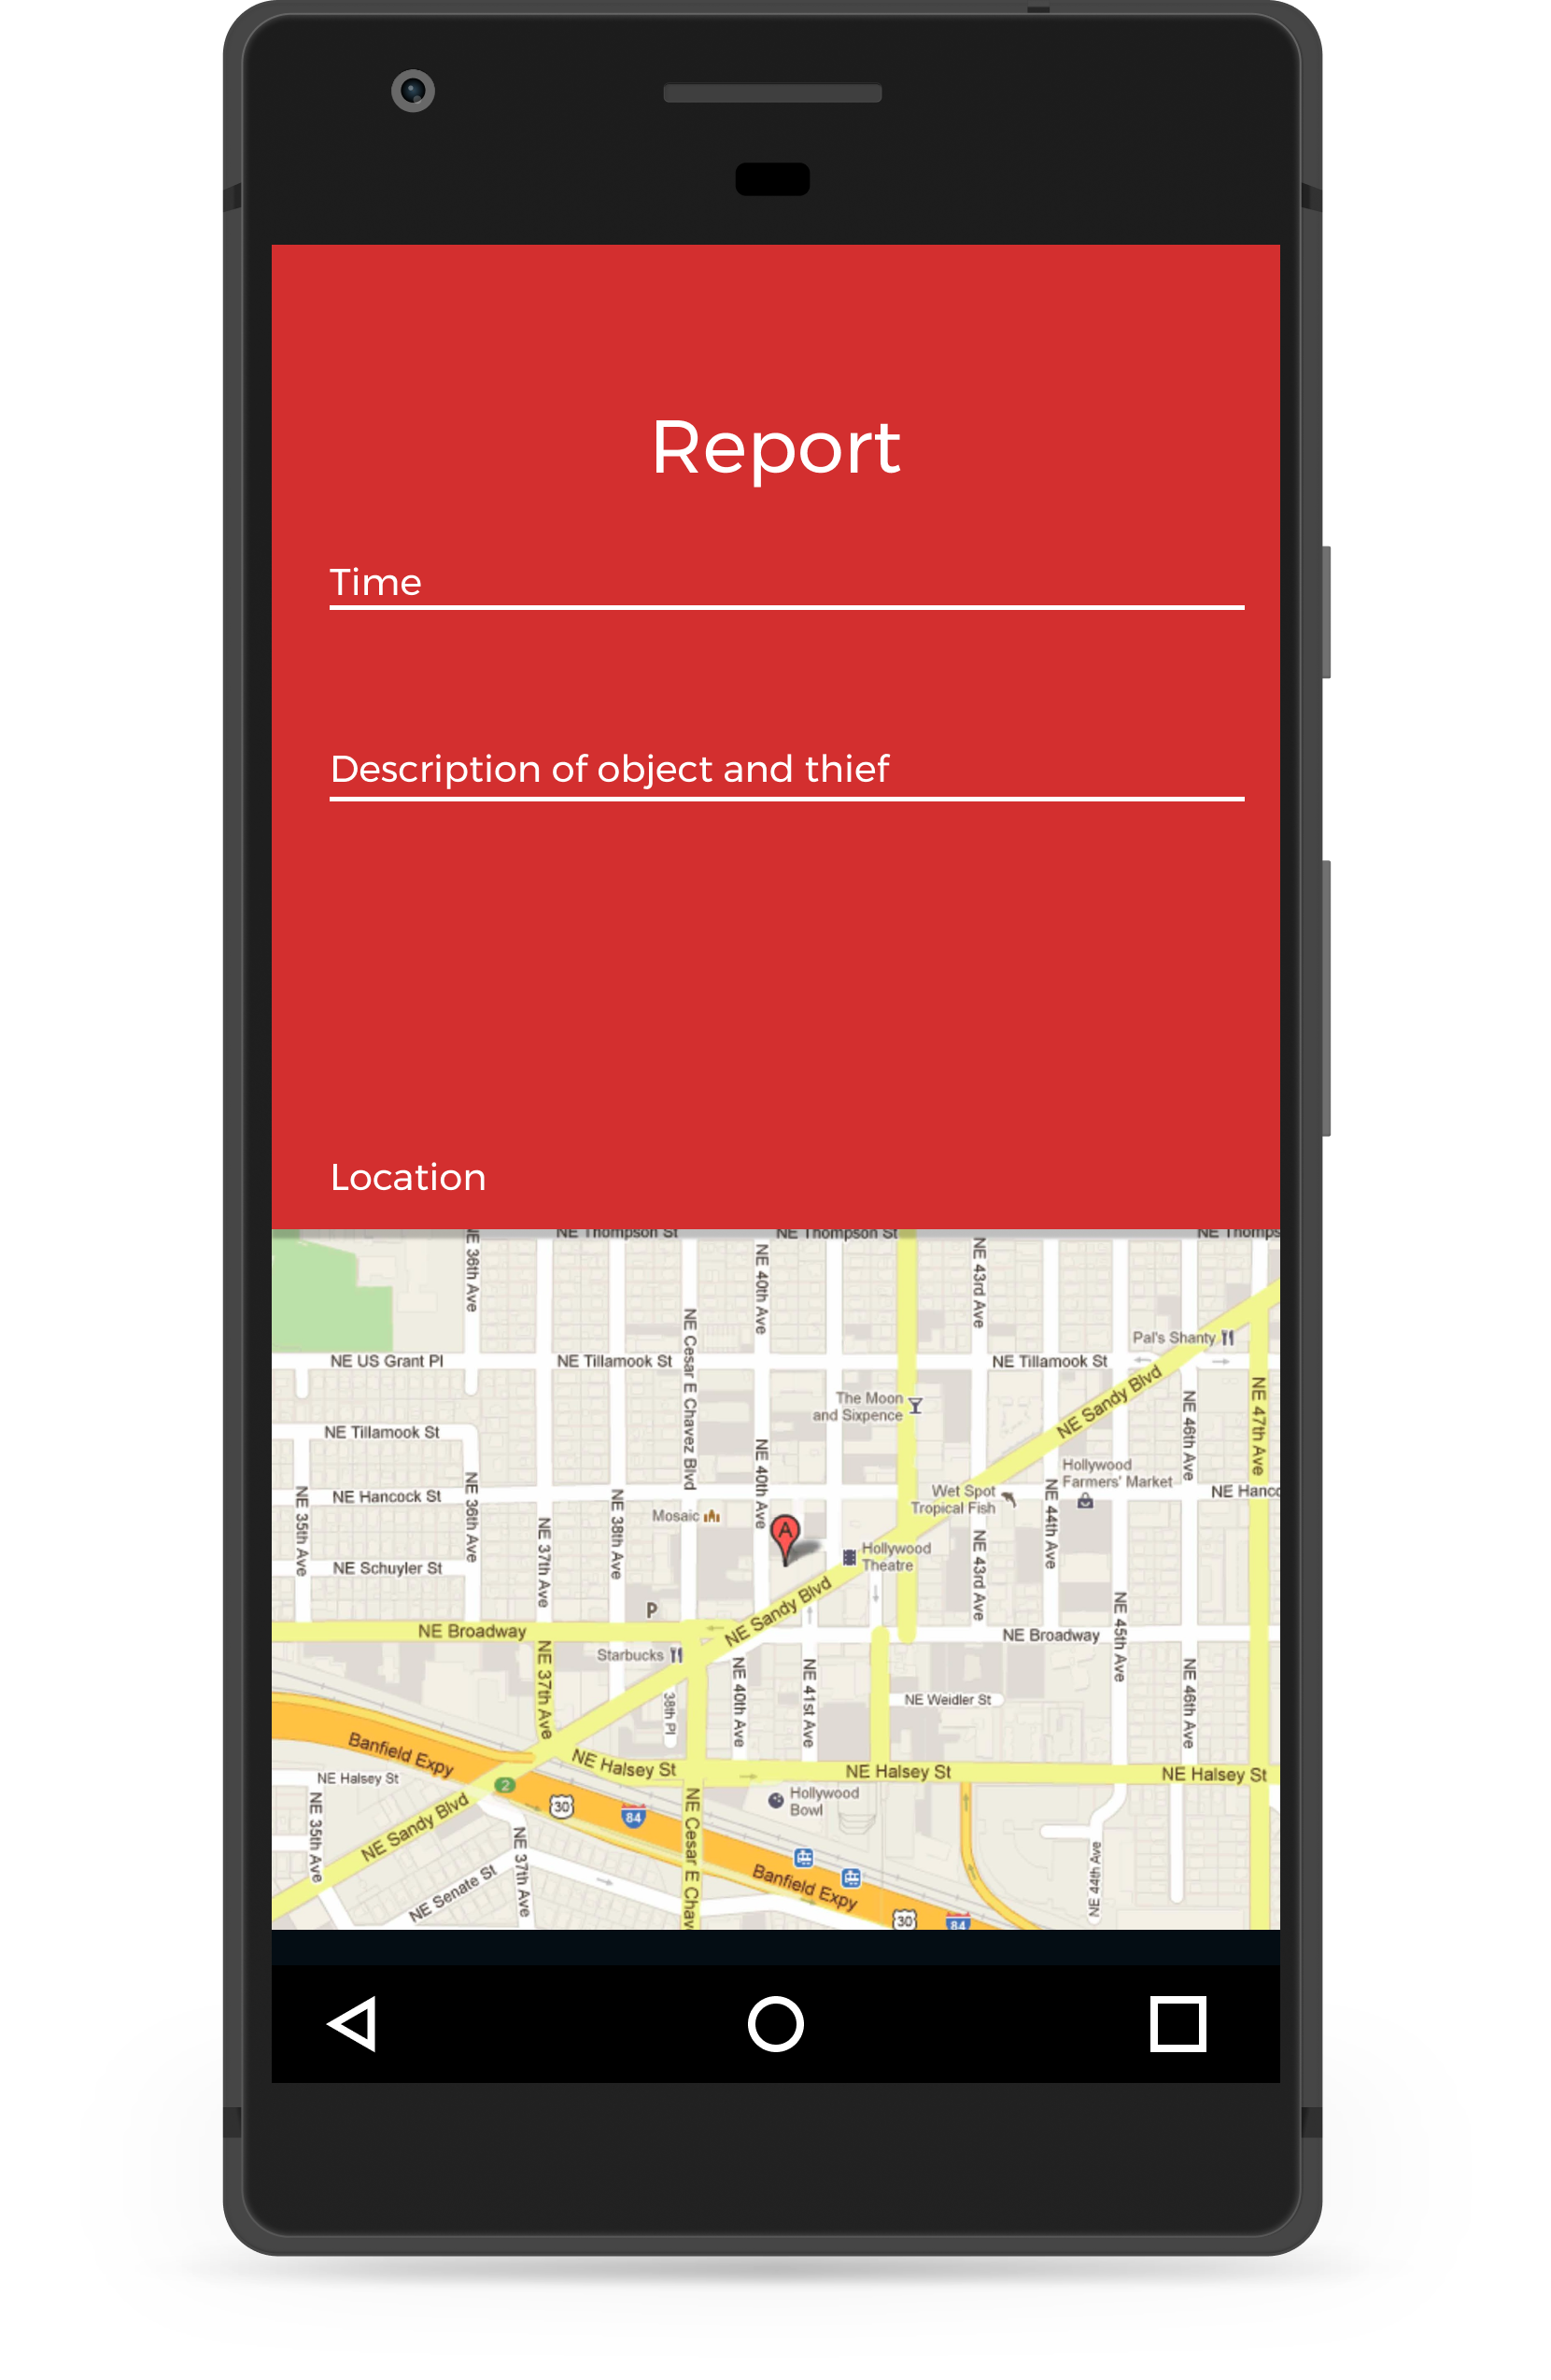 Report
Time
Description of object and thief
Location
NE Thompson St
NE Thompson St
NE Thomps
NE 36th Ave
NE 40th Ave
NE 43rd Ave
NE Cesar E Chavez Blvd
Pal's Shanty
NE US Grant Pl
NE Tillamook St
NE Tillamook St
NE Sandy Blvd
NE 47th Ave
The Moon
and Sixpence
NE 46th Ave
NE Tillamook St
NE 40th Ave
Hollywood
Farmers' Market
NE 36th Ave
NE 44th Ave
NE Hancock St
Wet Spot
Tropical Fish
NE Hanco
NE 35th Ave
NE 38th Ave
Mosaic
NE 37th Ave
A
NE 43rd Ave
Hollywood
Theatre
NE Schuyler St
NE Sandy Blvd
NE 45th Ave
P
NE Broadway
NE Broadway
NE 37th Ave
Starbucks
NE 40th Ave
NE 41st Ave
NE 46th Ave
38th Pl
NE Weidler St
Banfield Expy
NE Halsey St
NE Halsey St
NE Halsey St
NE Halsey St
2
NE Sandy Blvd
NE 35th Ave
30
84
NE Cesar E Chav
Hollywood
Bowl
NE 37th Ave
NE 44th Ave
NE Senate St
Banfield Expy
30
84